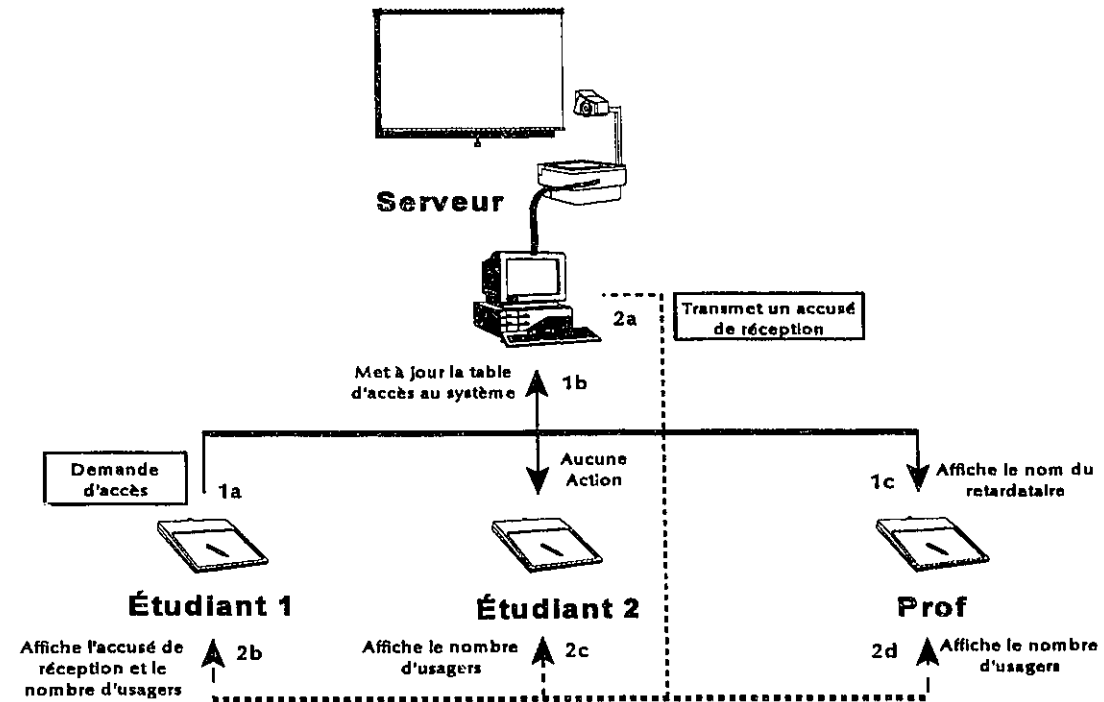 Serveur
2a
Transmet un accusé
de réception
Met à jour la table
d'accès au système
1b
Demande
d'accès
1a
Aucune
Action
1c
Affiche le nom du
retardataire
Étudiant 1
Étudiant 2
Prof
Affiche l'accusé de
réception et le
nombre d'usagers
2b
Affiche le nombre
d'usagers
2c
2d
Affiche le nombre
d'usagers